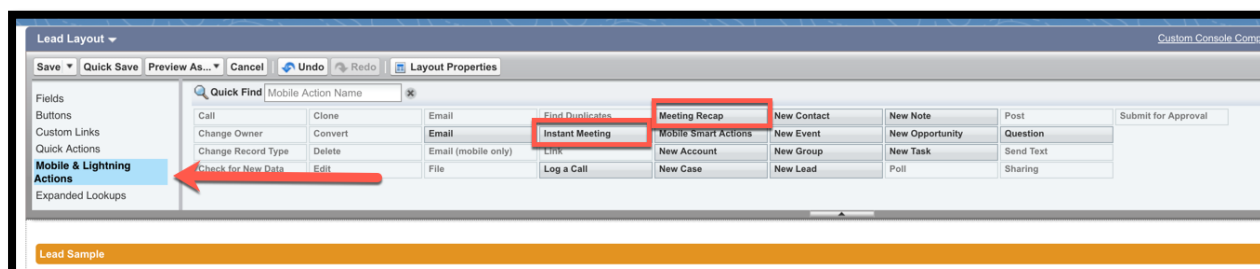 Lead Layout
Custom Console Comp
Save Quick Save Preview As... Cancel Undo Redo Layout Properties
Fields
Buttons
Custom Links
Quick Actions
Mobile & Lightning
Actions
Expanded Lookups
Quick Find Mobile Action Name
Call Clone Email Find Duplicates Meeting Recap New Contact New Note Post Submit for Approval
Change Owner Convert Email Instant Meeting Mobile Smart Actions New Event New Opportunity Question
Change Record Type Delete Email (mobile only) Link New Account New Group New Task Send Text
Check for New Data Edit File Log a Call New Case New Lead Poll Sharing
Lead Sample